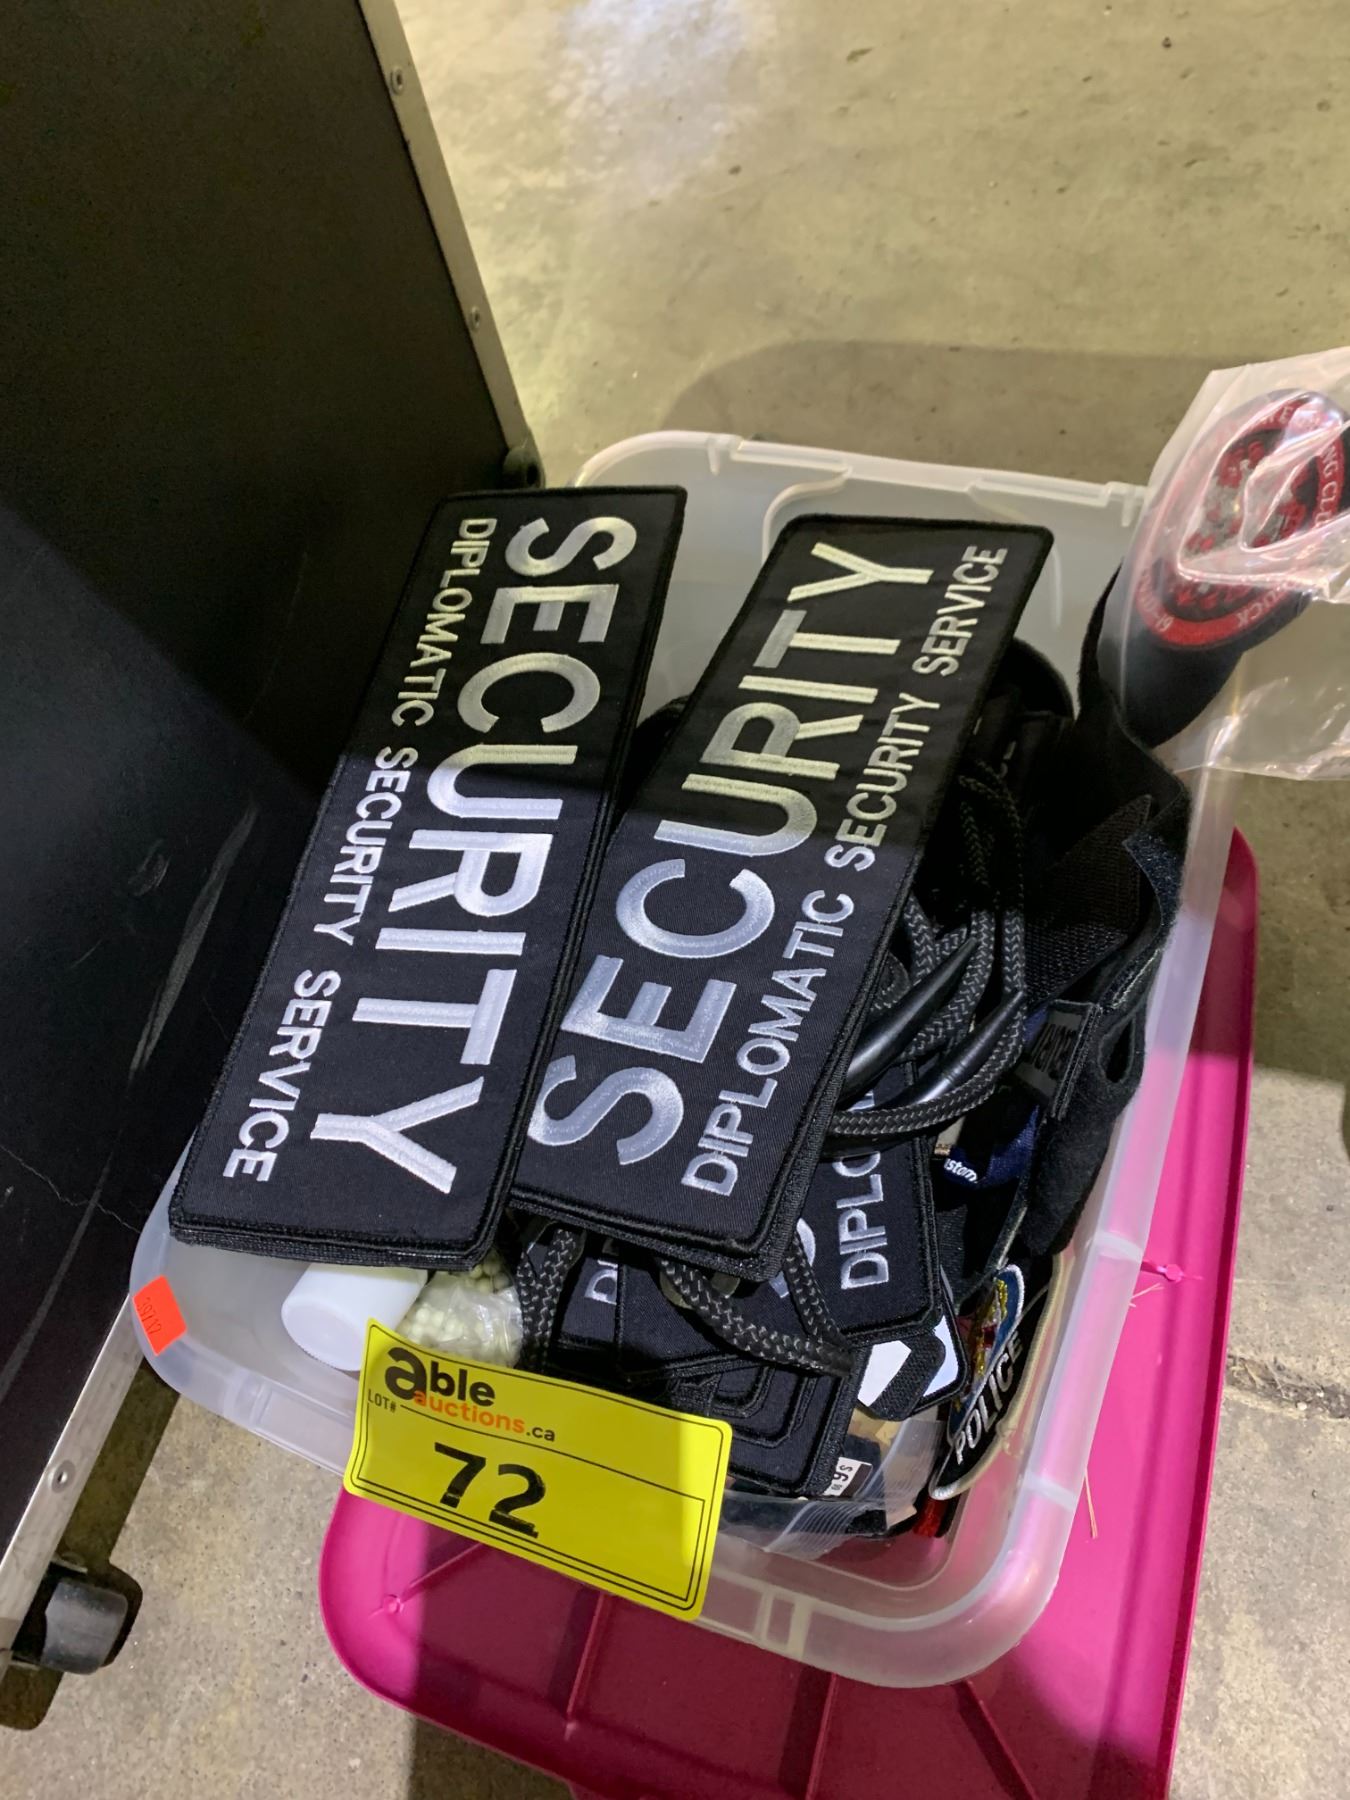 SECURITY
DIPLOMATIC SECURITY SERVICE
SECURITY
DIPLOMATIC SECURITY SERVICE
DIPLO
POLICE
able
auctions.ca
LOT#
72